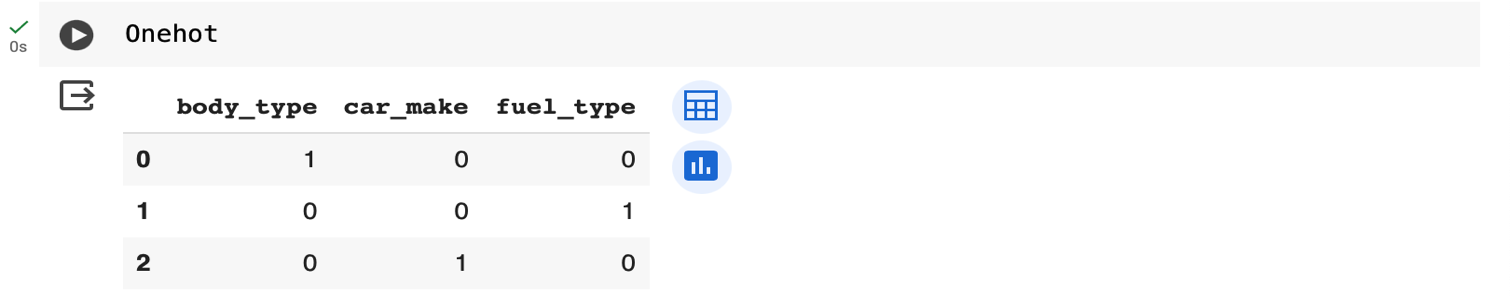 Onehot
0s
body_type car_make fuel_type
0 1 0 0
1 0 0 1
2 0 1 0